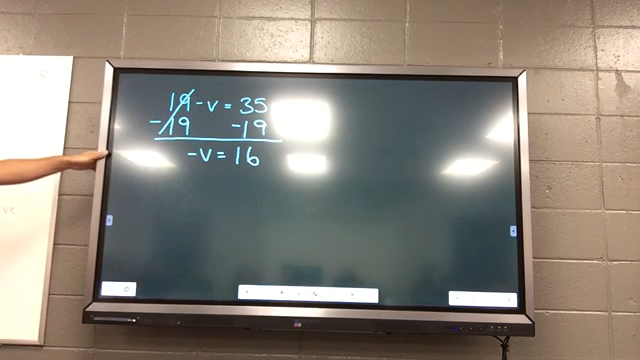 19-v = 35
-19 -19
-v = 16